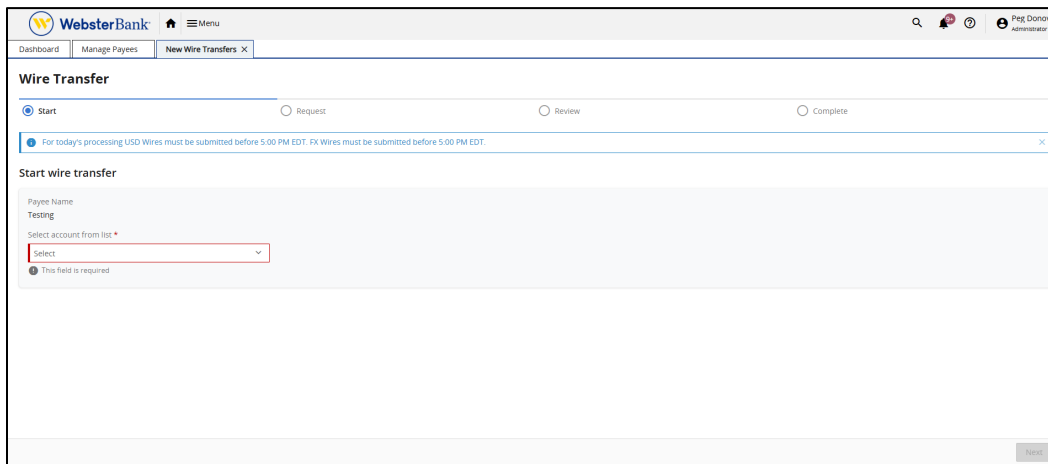 WebsterBank Menu 9+ Peg Donov
Administrator
Dashboard Manage Payees New Wire Transfers
Wire Transfer
Start Request Review Complete
For today's processing USD Wires must be submitted before 5:00 PM EDT. FX Wires must be submitted before 5:00 PM EDT.
Start wire transfer
Payee Name
Testing
Select account from list *
Select
This field is required
Next